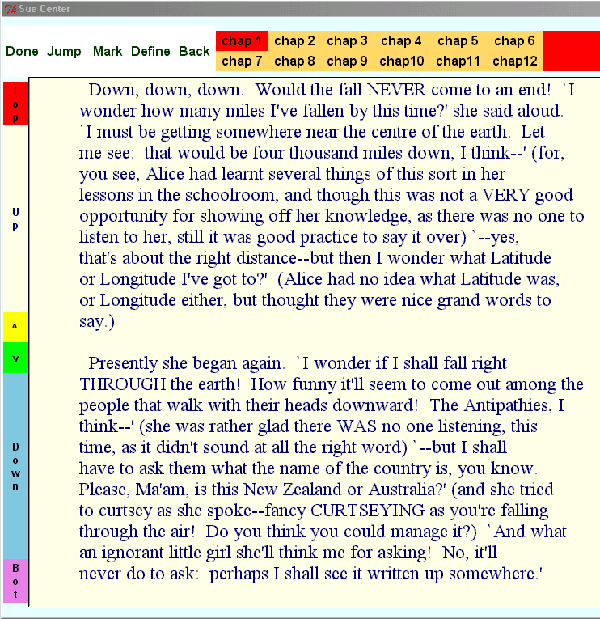 Sue Center
Done Jump Mark Define Back
chap 1 chap 2 chap 3 chap 4 chap 5 chap 6
chap 7 chap 8 chap 9 chap10 chap11 chap12
Top
Up
^
v
Down
Bot
Down, down, down.  Would the fall NEVER come to an end!  `I
wonder how many miles I've fallen by this time?' she said aloud.
`I must be getting somewhere near the centre of the earth.  Let
me see:  that would be four thousand miles down, I think--' (for,
you see, Alice had learnt several things of this sort in her
lessons in the schoolroom, and though this was not a VERY good
opportunity for showing off her knowledge, as there was no one to
listen to her, still it was good practice to say it over) `--yes,
that's about the right distance--but then I wonder what Latitude
or Longitude I've got to?'  (Alice had no idea what Latitude was,
or Longitude either, but thought they were nice grand words to
say.)
Presently she began again.  `I wonder if I shall fall right
THROUGH the earth!  How funny it'll seem to come out among the
people that walk with their heads downward!  The Antipathies, I
think--' (she was rather glad there WAS no one listening, this
time, as it didn't sound at all the right word) `--but I shall
have to ask them what the name of the country is, you know.
Please, Ma'am, is this New Zealand or Australia?' (and she tried
to curtsey as she spoke--fancy CURTSEYING as you're falling
through the air!  Do you think you could manage it?)  `And what
an ignorant little girl she'll think me for asking!  No, it'll
never do to ask:  perhaps I shall see it written up somewhere.'